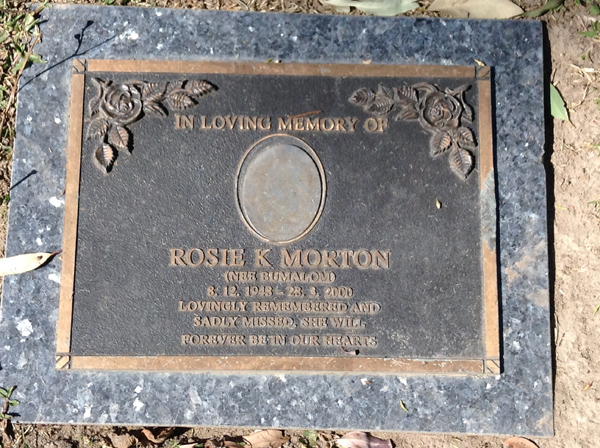 IN LOVING MEMORY OF
ROSIE K MORTON
(NEE BUMALOM)
8. 12. 1948 - 28. 3. 2000
LOVINGLY REMEMBERED AND
SADLY MISSED, SHE WILL
FOREVER BE IN OUR HEARTS